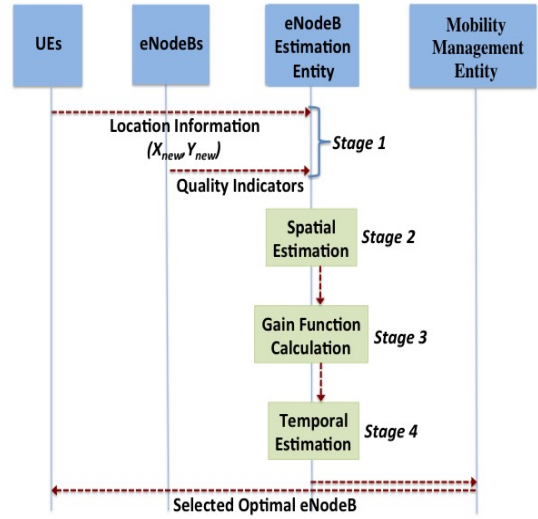 UEs
eNodeBs
eNodeB
Estimation
Entity
Mobility
Management
Entity
Location Information
(Xnew,Ynew)
Stage 1
Quality Indicators
Spatial
Estimation
Stage 2
Gain Function
Calculation
Stage 3
Temporal
Estimation
Stage 4
Selected Optimal eNodeB